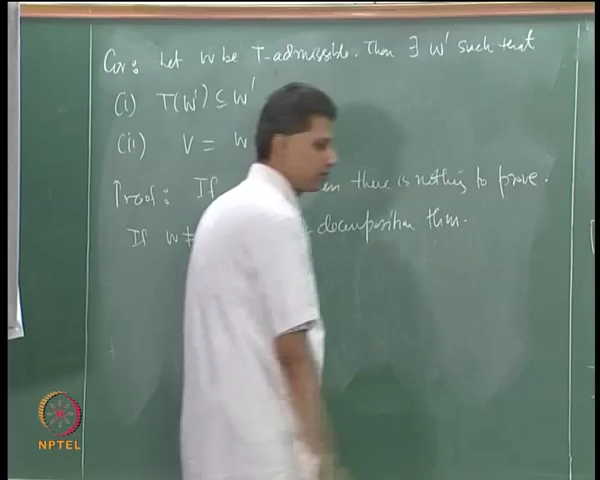 Cor: Let W be T-admissible. Then ∃ W' such that
(i) T(W') ⊆ W'
(ii) V = W
Proof: If there is nothing to prove.
If W ≠ decomposition thm.
NPTEL